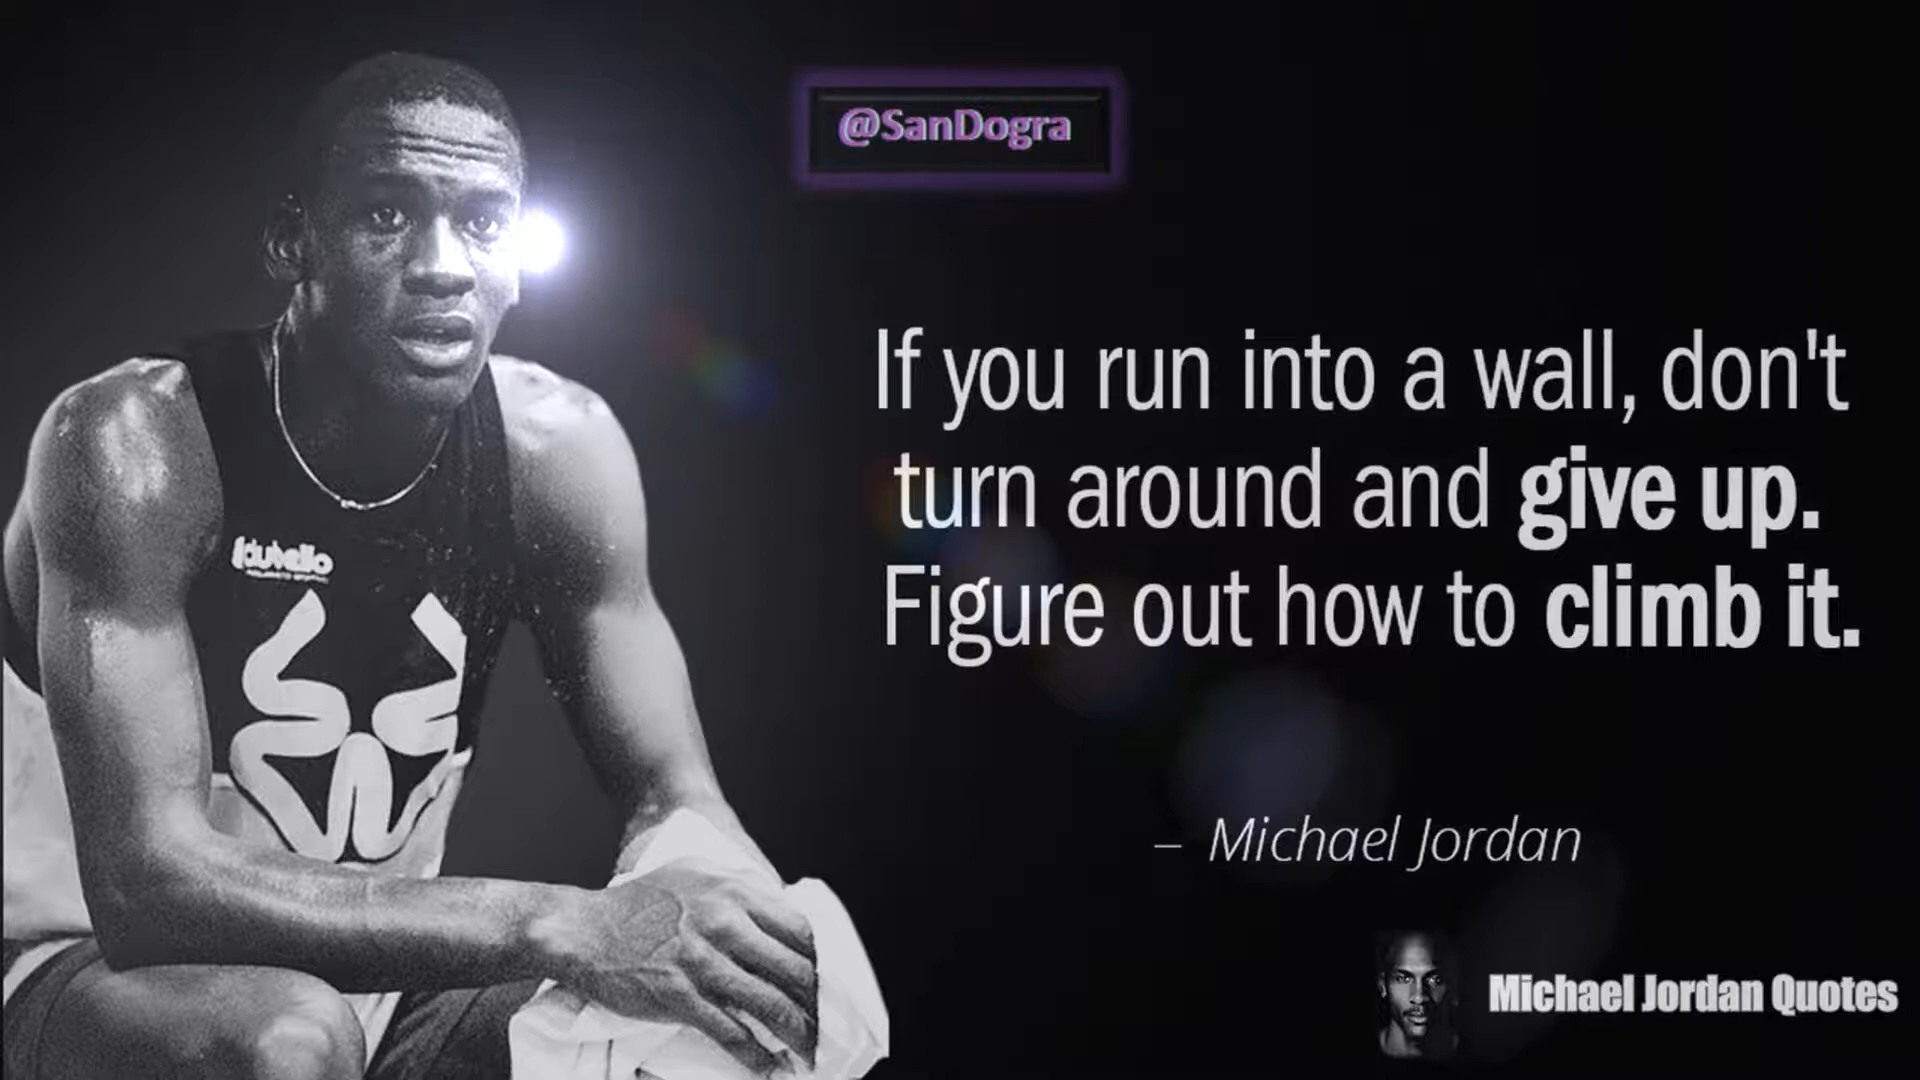 @SanDogra
If you run into a wall, don't
turn around and give up.
Figure out how to climb it.
– Michael Jordan
Michael Jordan Quotes